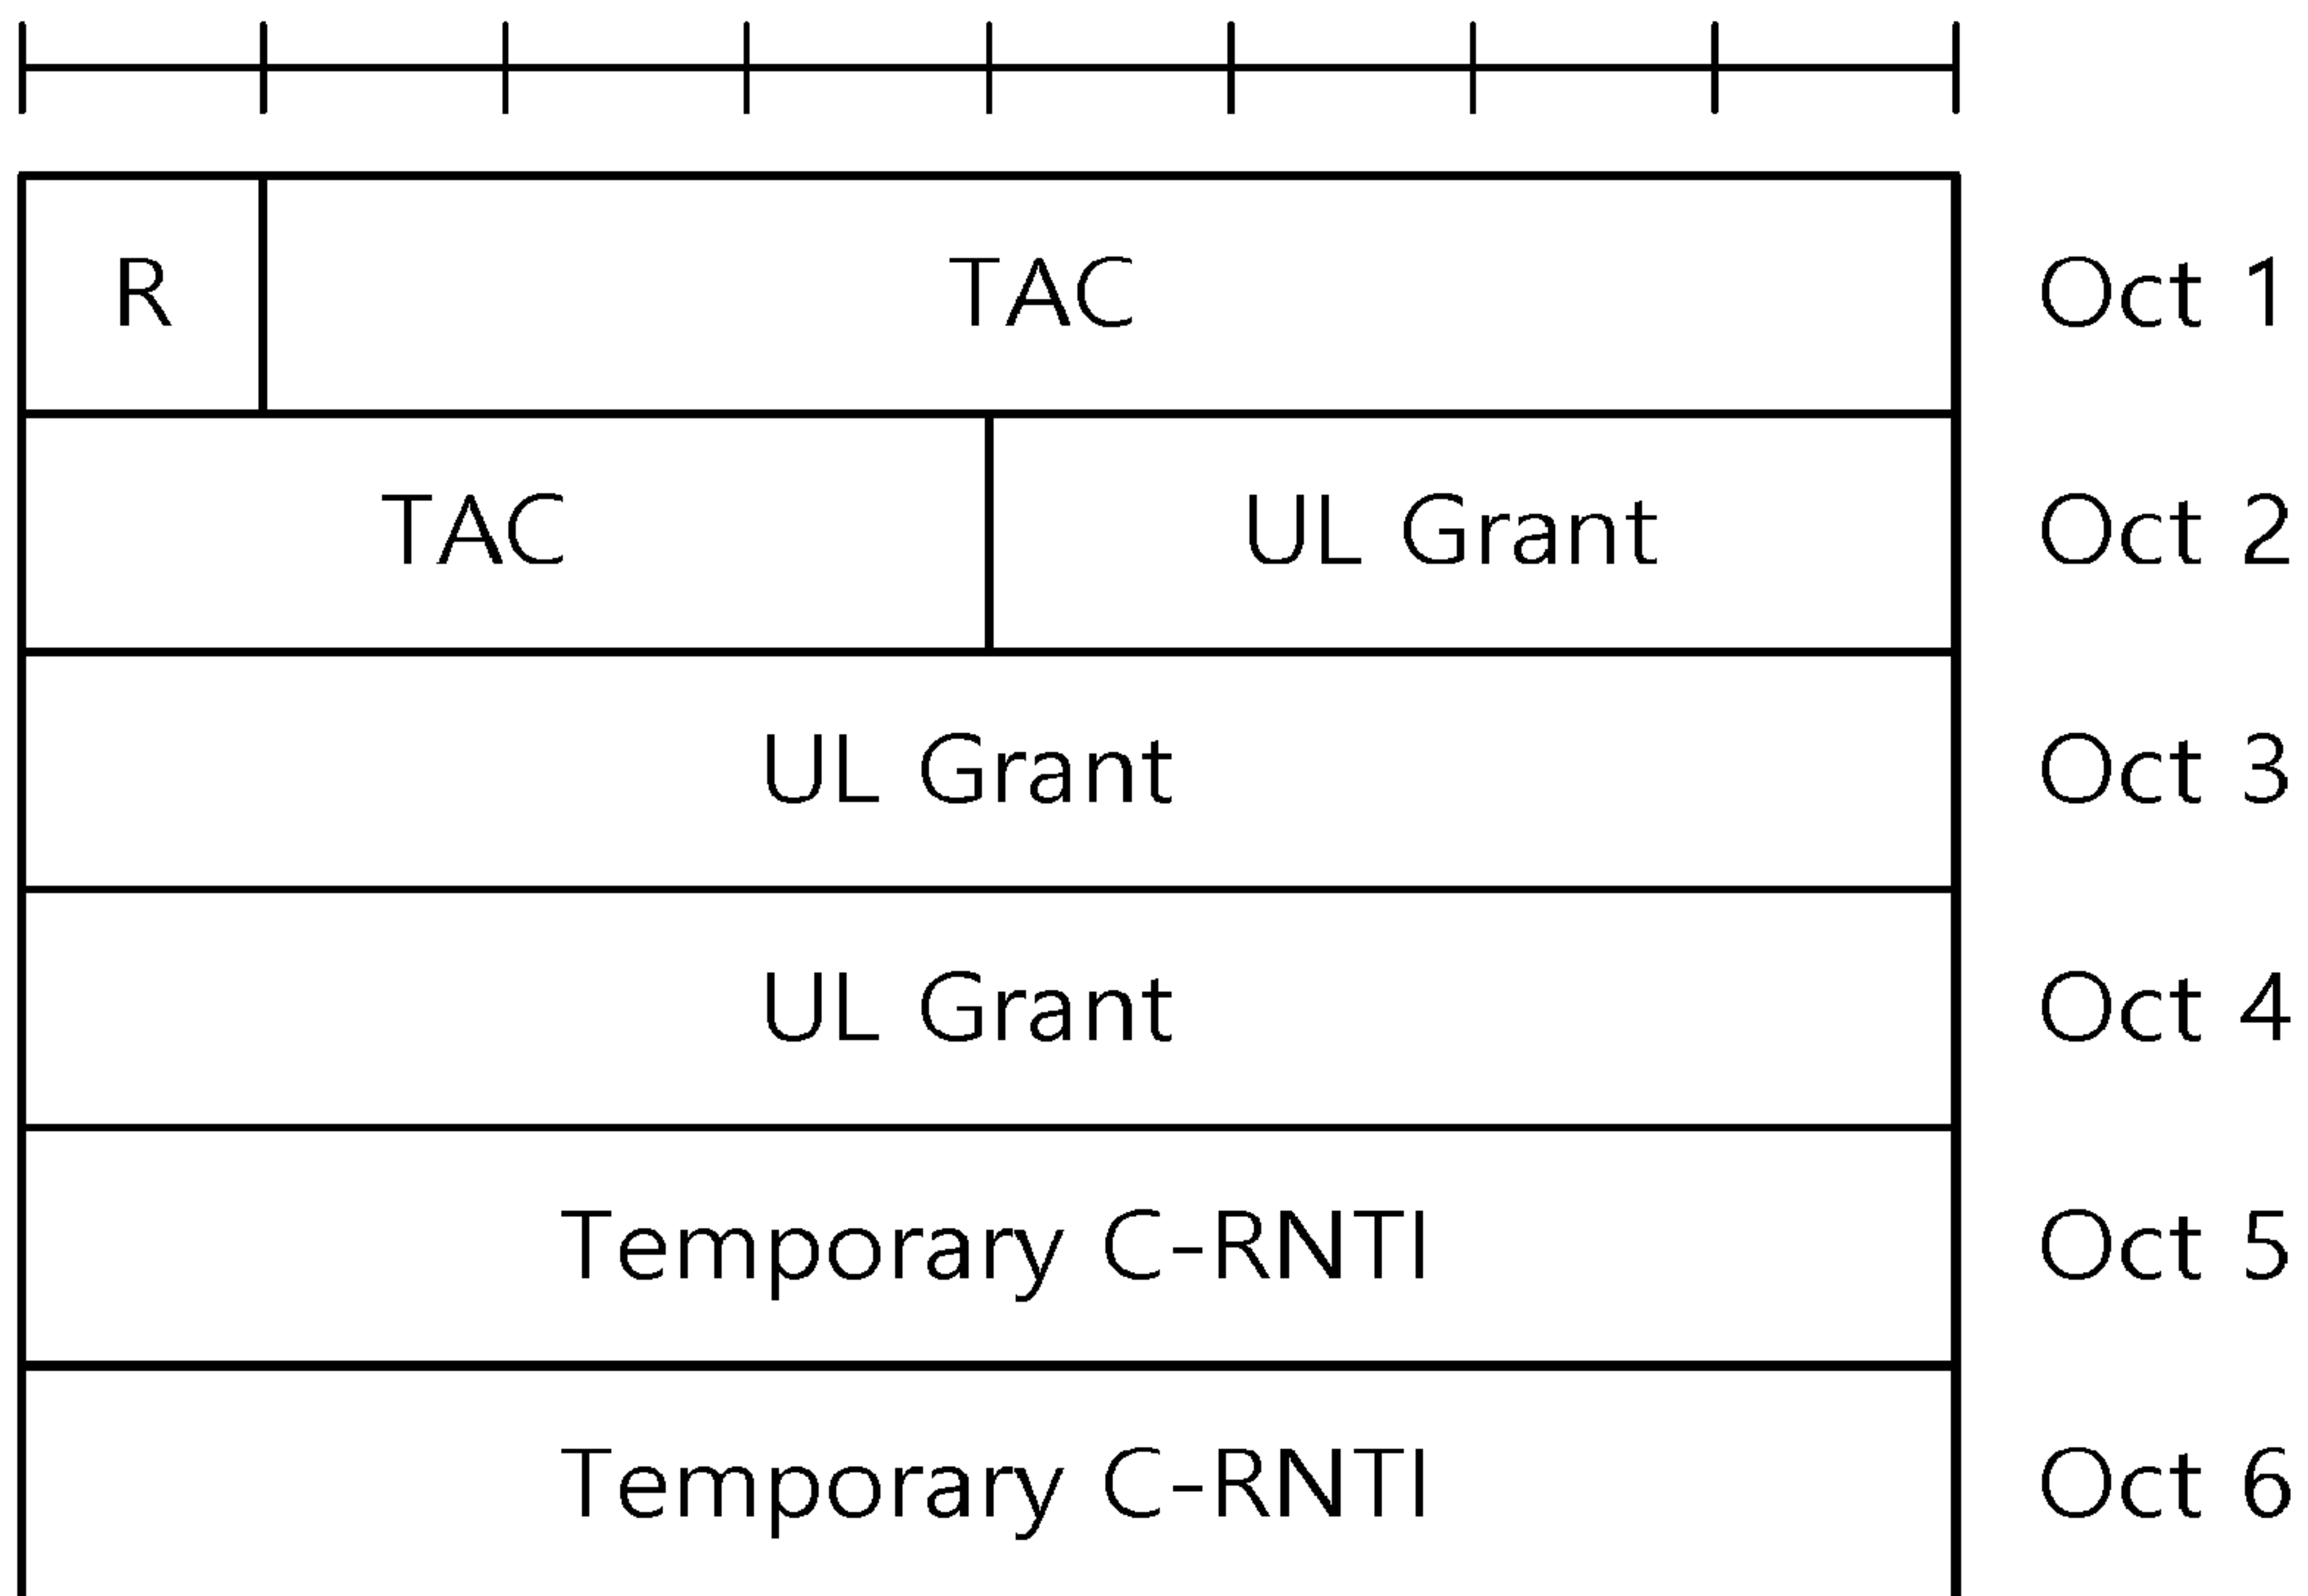 R TAC Oct 1
TAC UL Grant Oct 2
UL Grant Oct 3
UL Grant Oct 4
Temporary C-RNTI Oct 5
Temporary C-RNTI Oct 6